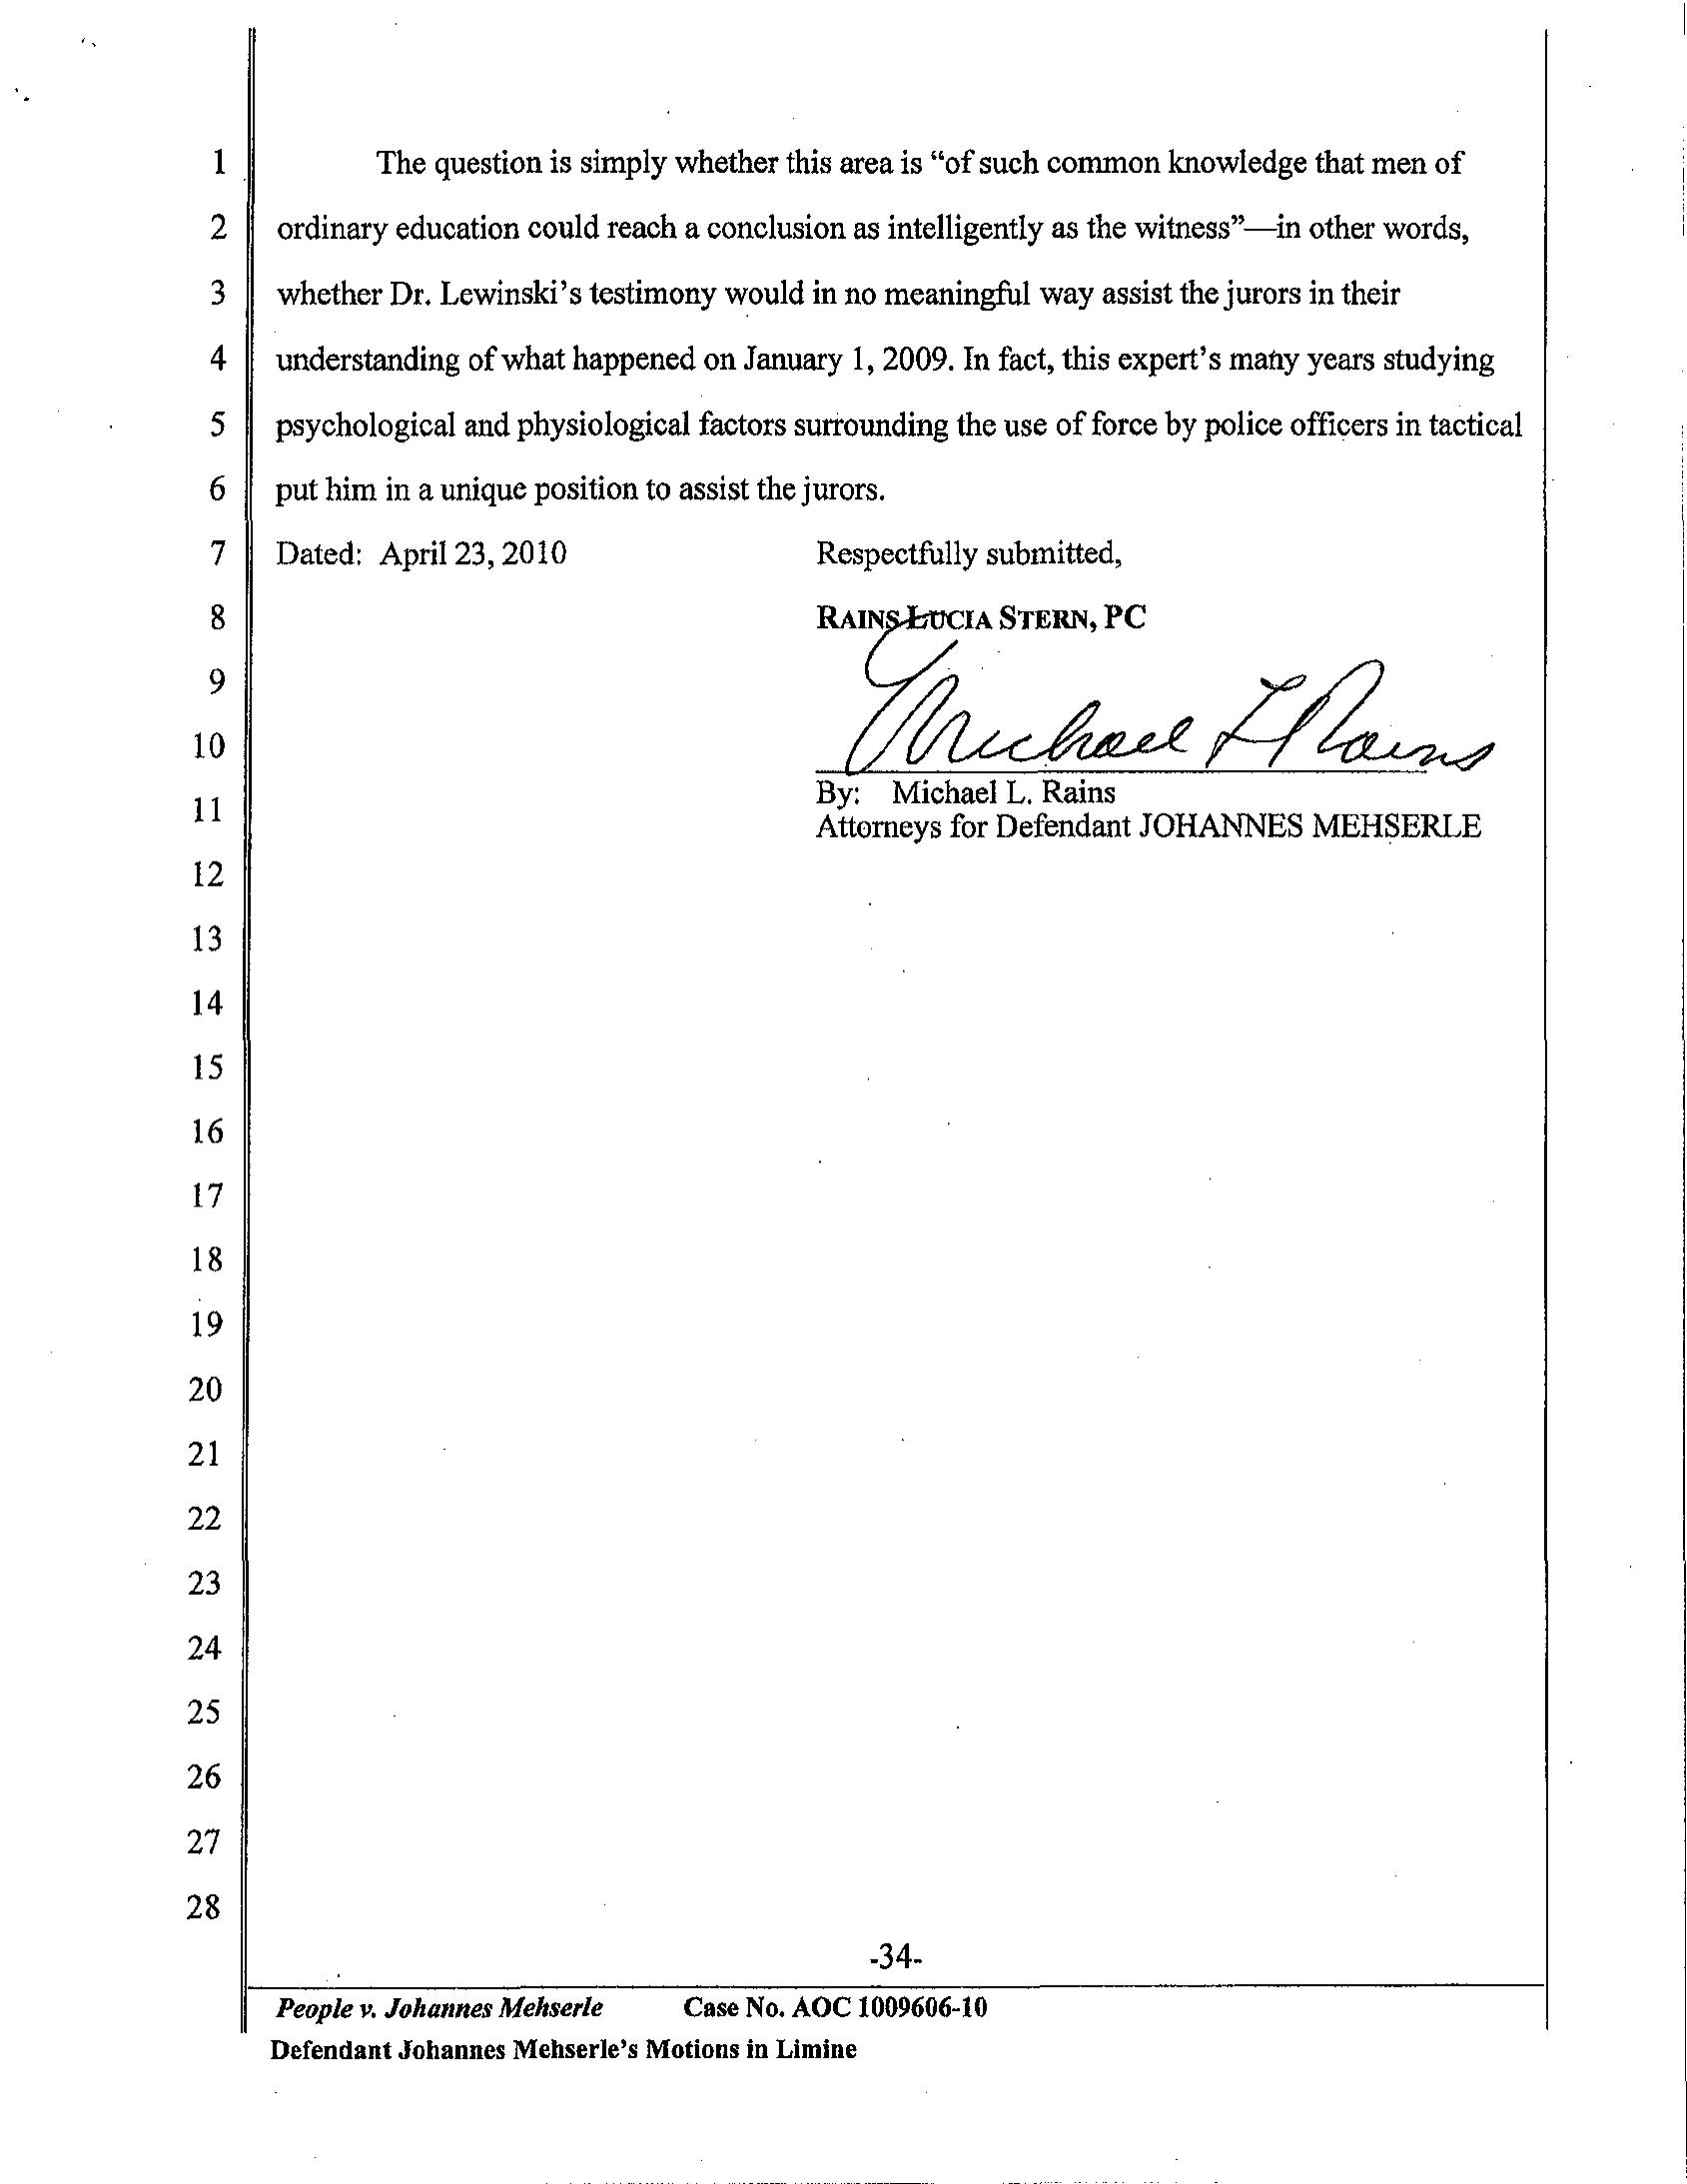 1 The question is simply whether this area is “of such common knowledge that men of
2 ordinary education could reach a conclusion as intelligently as the witness”—in other words,
3 whether Dr. Lewinski’s testimony would in no meaningful way assist the jurors in their
4 understanding of what happened on January 1, 2009. In fact, this expert’s many years studying
5 psychological and physiological factors surrounding the use of force by police officers in tactical
6 put him in a unique position to assist the jurors.
7 Dated: April 23, 2010 Respectfully submitted,
8 RAINS LUCIA STERN, PC
9
10 Michael L Rains
By: Michael L. Rains
11
Attorneys for Defendant JOHANNES MEHSERLE
12
13
14
15
16
17
18
19
20
21
22
23
24
25
26
27
28
-34-
People v. Johannes Mehserle Case No. AOC 1009606-10
Defendant Johannes Mehserle’s Motions in Limine